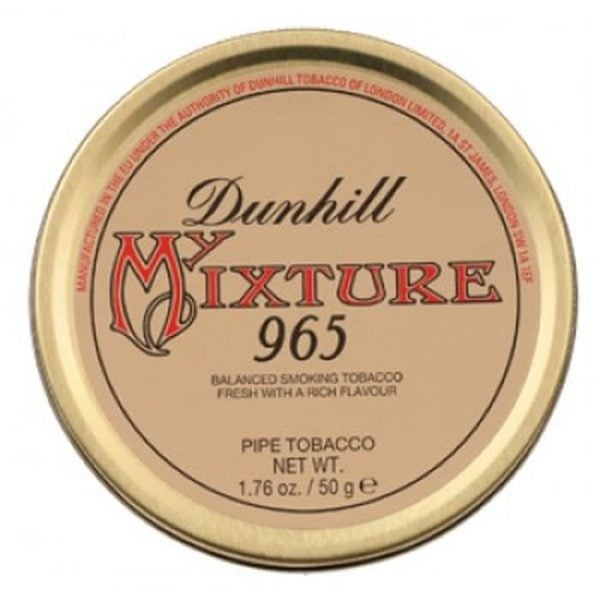 MANUFACTURED IN THE EU UNDER THE AUTHORITY OF DUNHILL TOBACCO OF LONDON LIMITED, 1A ST JAMES, LONDON SW 1A 1EF
Dunhill
MY MIXTURE
965
BALANCED SMOKING TOBACCO
FRESH WITH A RICH FLAVOUR
PIPE TOBACCO
NET WT.
1.76 oz. / 50 g ℮